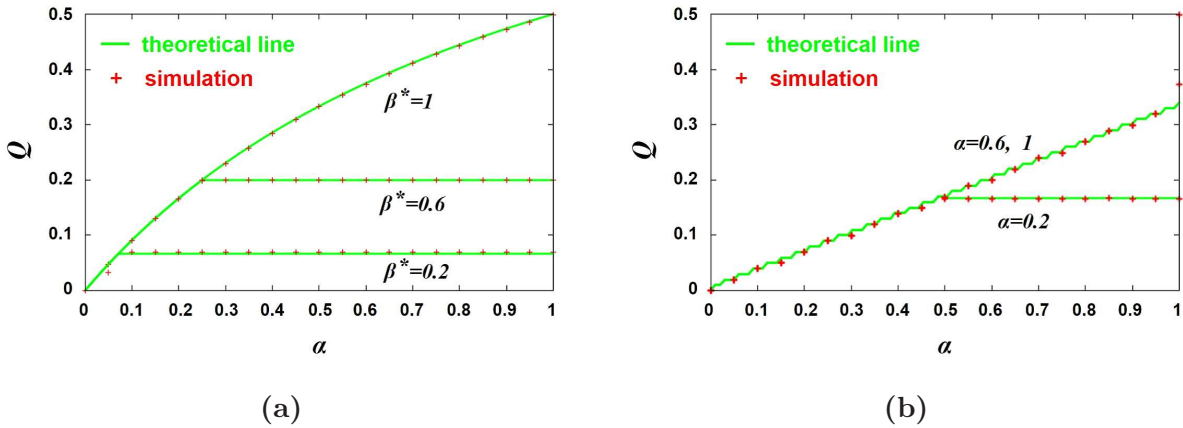 0.5
0.4
0.3
0.2
0.1
0
Q
theoretical line
simulation
β*=1
β*=0.6
β*=0.2
0 0.1 0.2 0.3 0.4 0.5 0.6 0.7 0.8 0.9 1
α
(a)
0.5
0.4
0.3
0.2
0.1
0
Q
theoretical line
simulation
α=0.6, 1
α=0.2
0 0.1 0.2 0.3 0.4 0.5 0.6 0.7 0.8 0.9 1
α
(b)